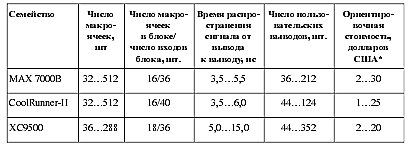 Семейство
Число макро-ячеек, шт
Число макро-ячеек в блоке/число входов блока, шт.
Время распро-странения сигнала от вывода к выводу, нс
Число пользо-вательских выводов, шт.
Ориентиро-вочная стоимость, долларов США*
MAX 7000B 32…512 16/36 3,5…5,5 36…212 2…30
CoolRunner-II 32…512 16/40 3,5…6,0 44…124 1…25
XC9500 36…288 18/36 5,0…15,0 44…352 2…20